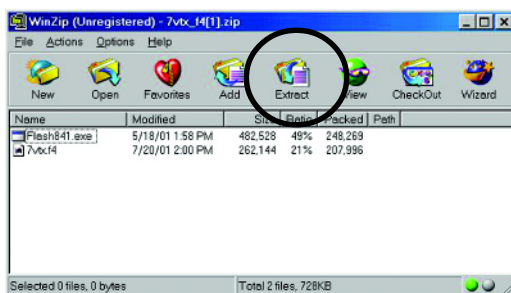 WinZip (Unregistered) - 7vtx_f4[1].zip
File Actions Options Help
New Open Favorites Add Extract View CheckOut Wizard
Name Modified Size Ratio Packed Path
Flash841.exe 5/18/01 1:58 PM 482,528 49% 248,269
7vtx.f4 7/20/01 2:00 PM 262,144 21% 207,996
Selected 0 files, 0 bytes Total 2 files, 728KB